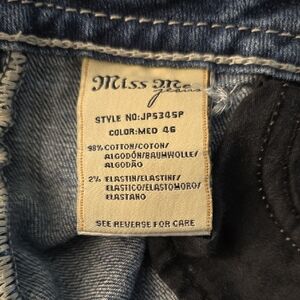 Miss Me
jeans
STYLE NO:JP5345P
COLOR:MED 46
98% COTTON/COTON/
ALGODÓN/BAUMWOLLE/
ALGODÃO
2% ELASTIN/ELASTINE/
ELASTICO/ELASTOMORO/
ELASTANO
SEE REVERSE FOR CARE